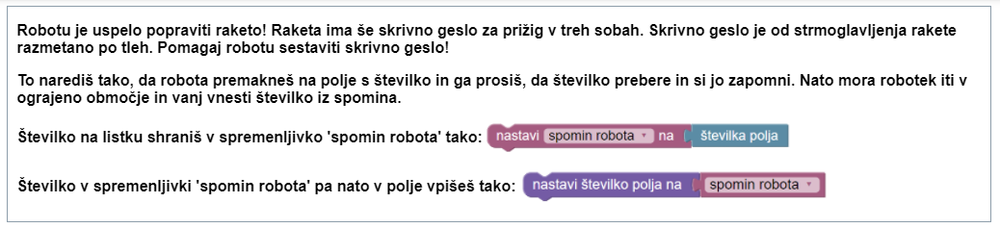 Robotu je uspelo popraviti raketo! Raketa ima še skrivno geslo za prižig v treh sobah. Skrivno geslo je od strmoglavljenja rakete
razmetano po tleh. Pomagaj robotu sestaviti skrivno geslo!
To narediš tako, da robota premakneš na polje s številko in ga prosiš, da številko prebere in si jo zapomni. Nato mora robotek iti v
ograjeno območje in vanj vnesti številko iz spomina.
Številko na listku shraniš v spremenljivko 'spomin robota' tako: nastavi spomin robota na številka polja
Številko v spremenljivki 'spomin robota' pa nato v polje vpišeš tako: nastavi številko polja na spomin robota